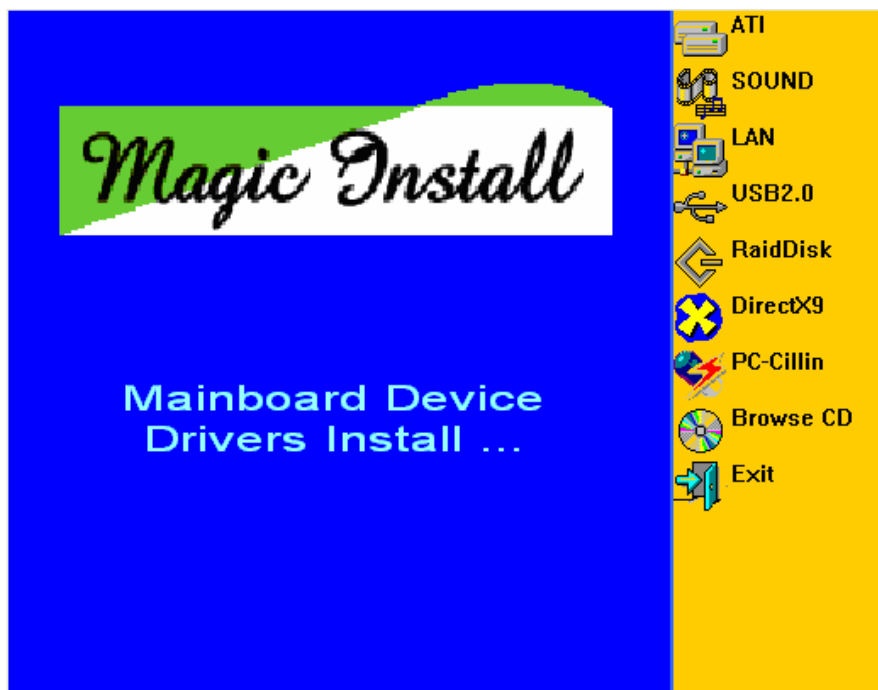 Magic Install
Mainboard Device
Drivers Install ...
ATI
SOUND
LAN
USB2.0
RaidDisk
DirectX9
PC-Cillin
Browse CD
Exit